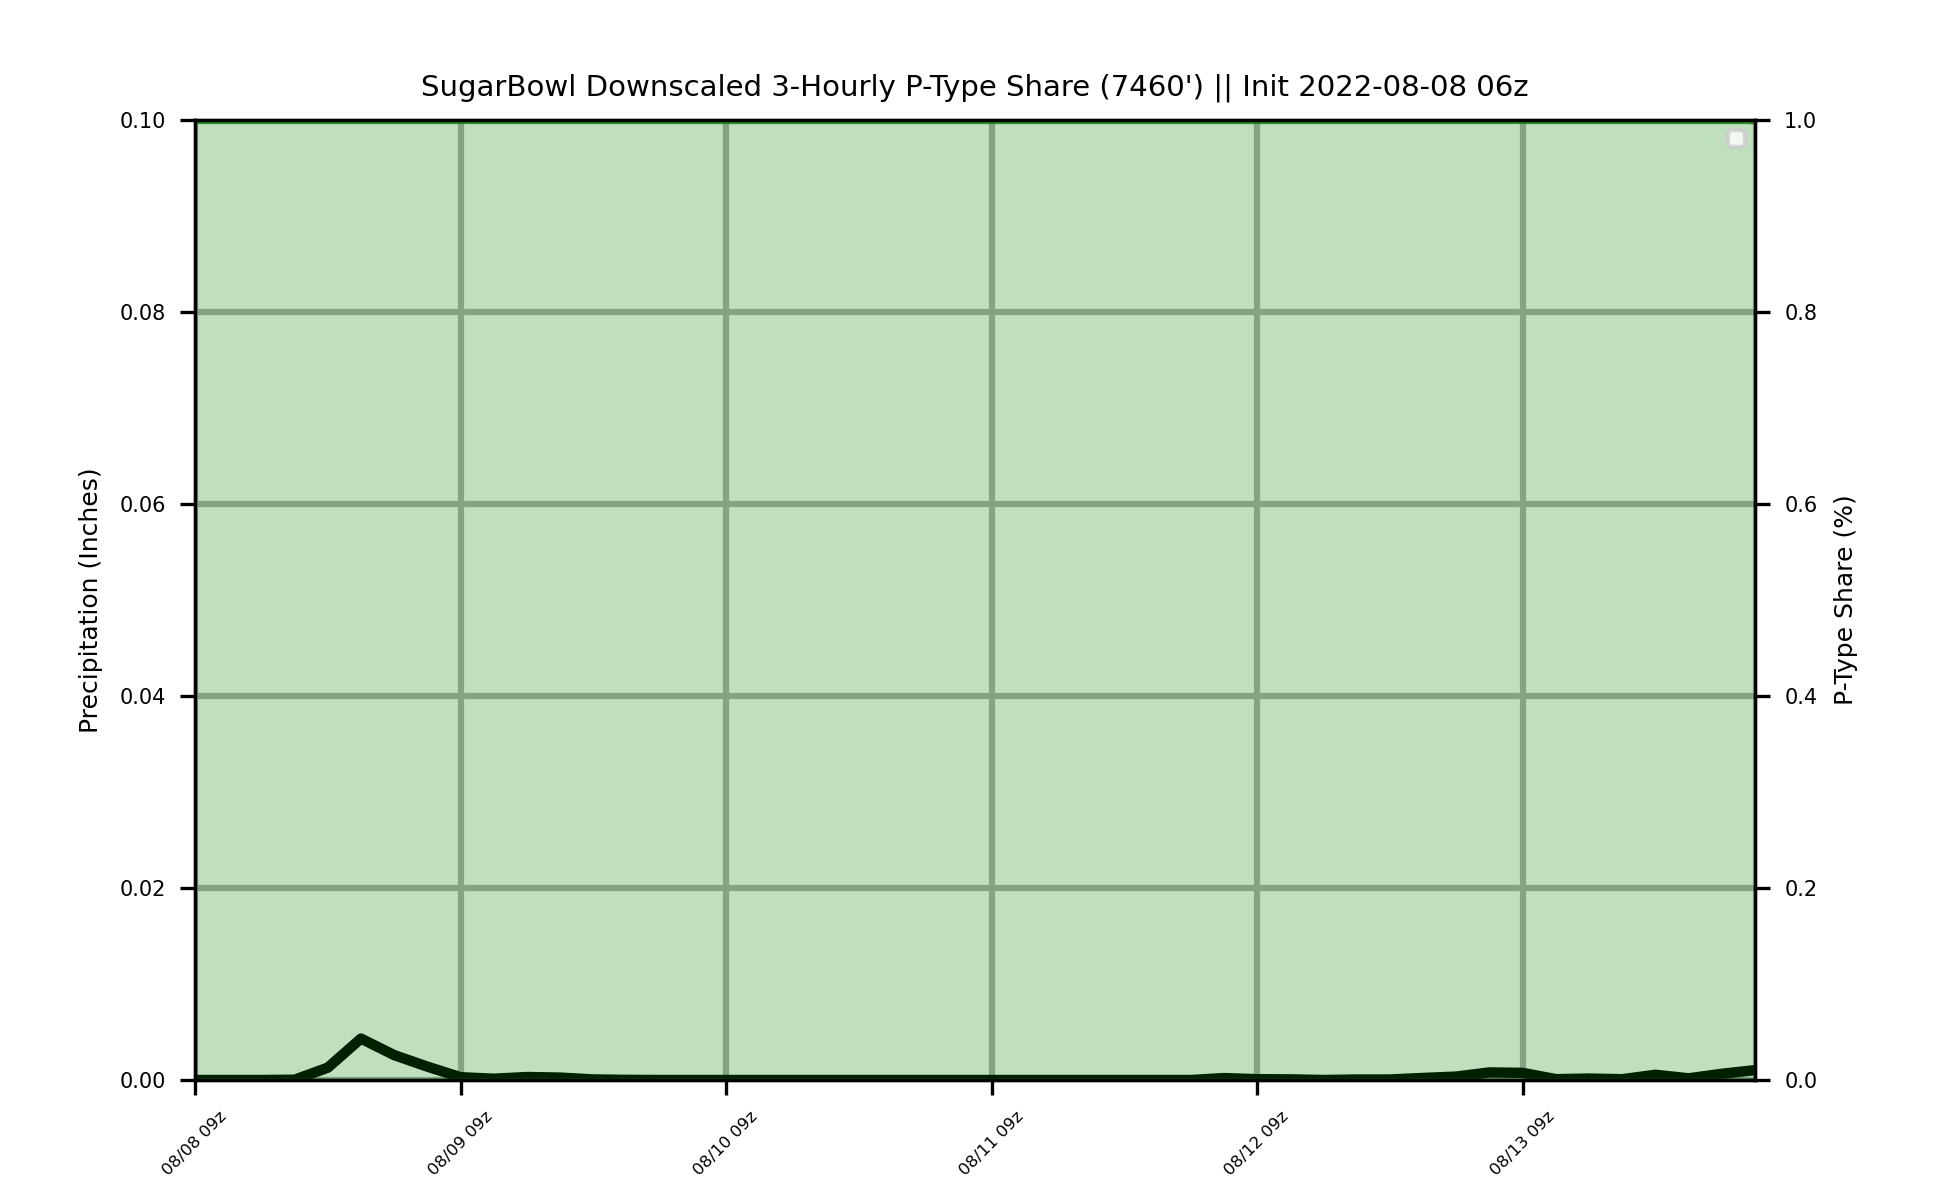 SugarBowl Downscaled 3-Hourly P-Type Share (7460') || Init 2022-08-08 06z
0.10
0.08
0.06
0.04
0.02
0.00
Precipitation (Inches)
1.0
0.8
0.6
0.4
0.2
0.0
P-Type Share (%)
08/08 09z
08/09 09z
08/10 09z
08/11 09z
08/12 09z
08/13 09z